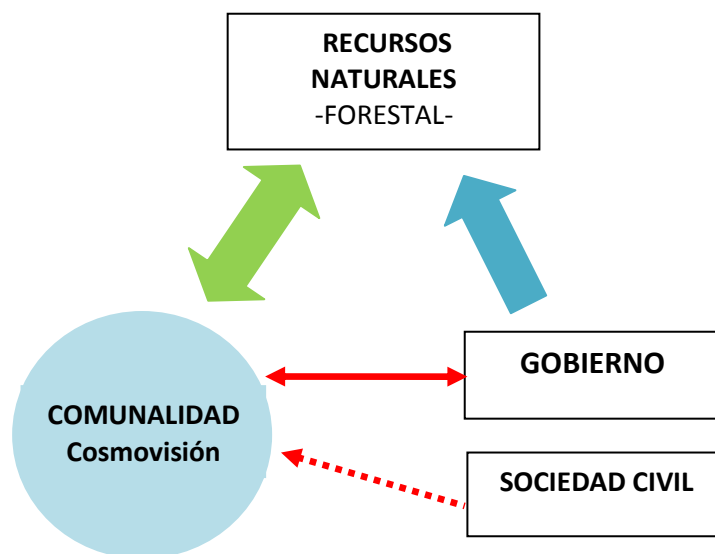 RECURSOS
NATURALES
-FORESTAL-
GOBIERNO
COMUNALIDAD
Cosmovisión
SOCIEDAD CIVIL